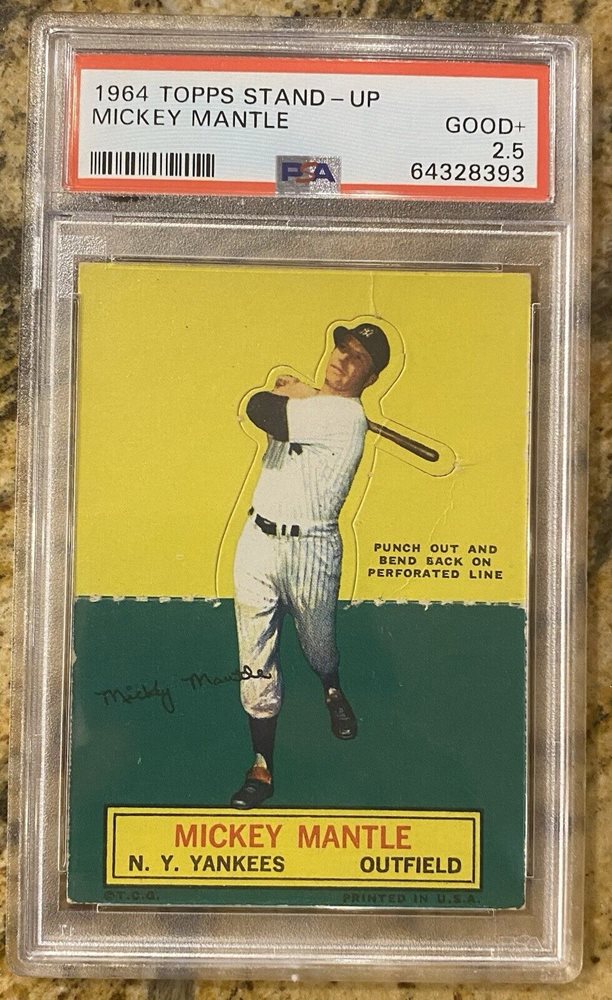 1964 TOPPS STAND-UP
MICKEY MANTLE
GOOD+
2.5
PSA
64328393
NY
PUNCH OUT AND
BEND BACK ON
PERFORATED LINE
Mickey Mantle
MICKEY MANTLE
N. Y. YANKEES OUTFIELD
©T.C.G. PRINTED IN U.S.A.